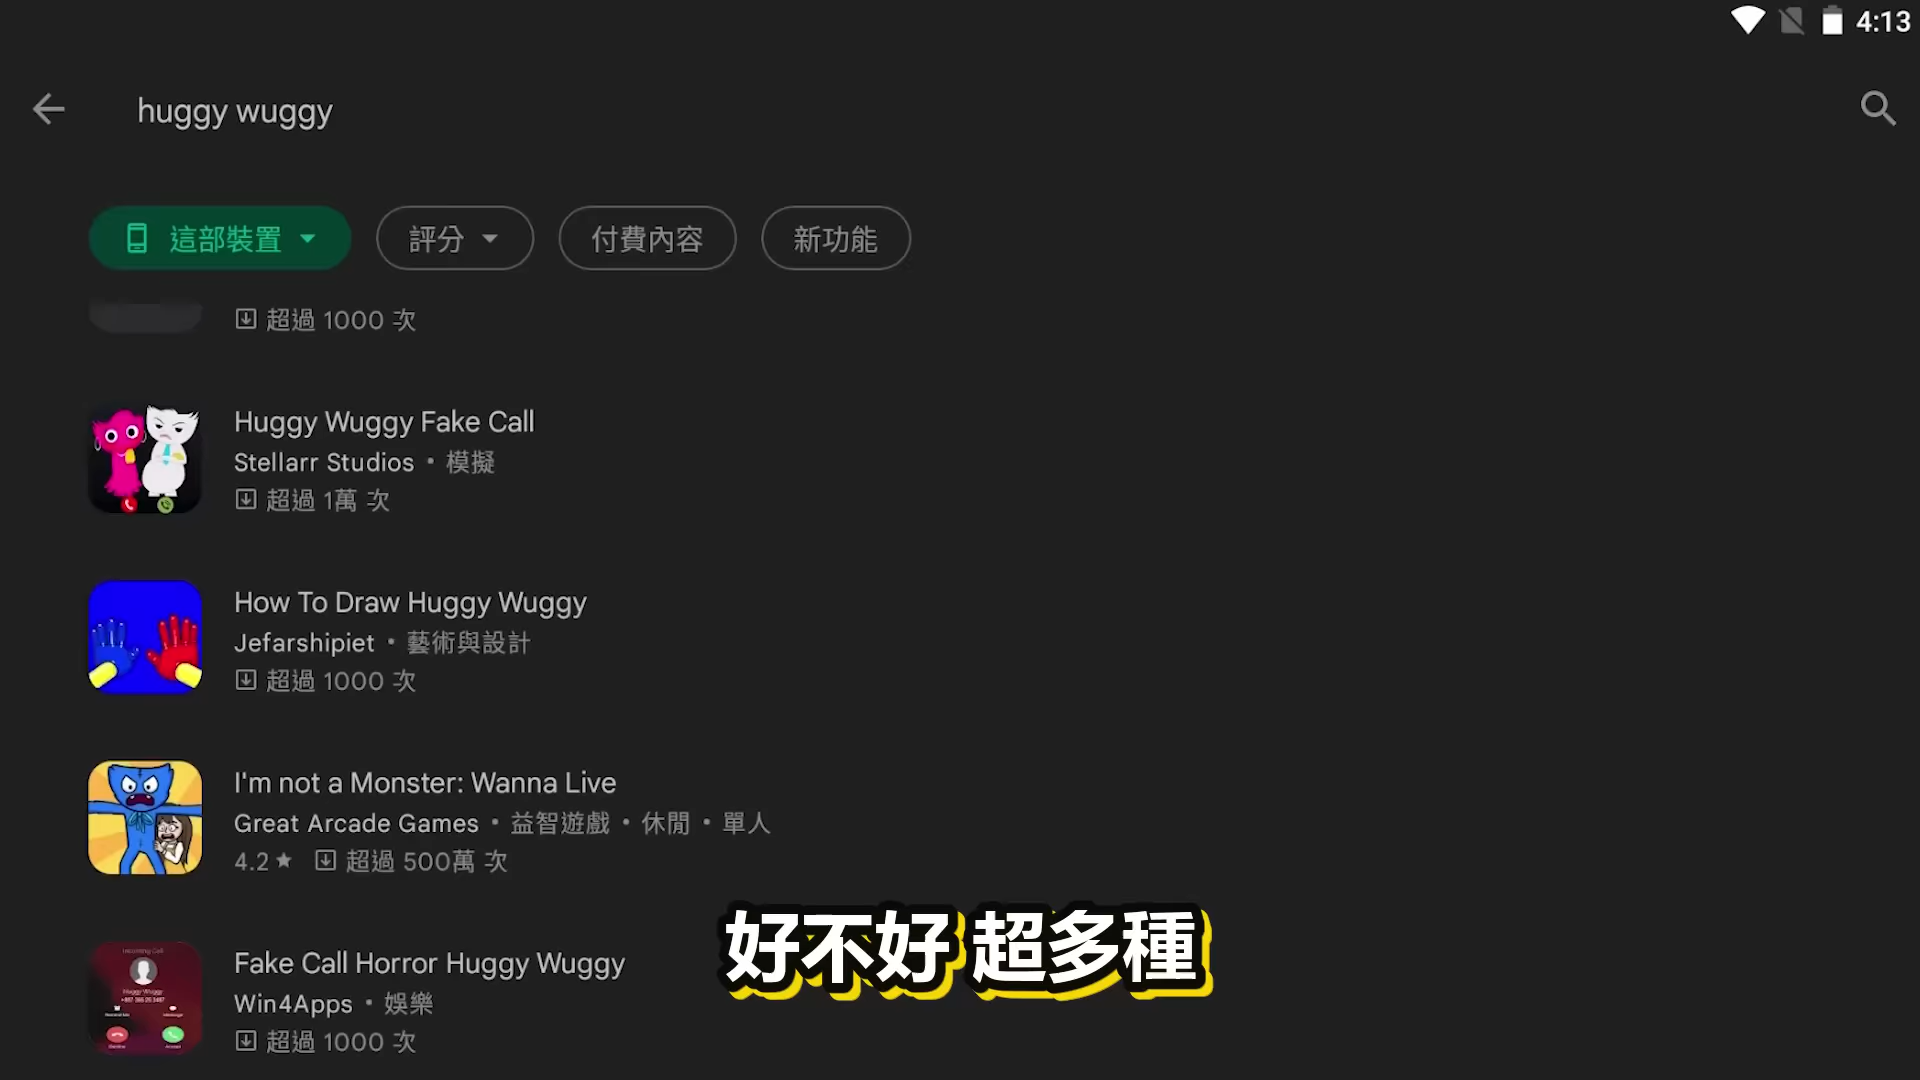 4:13
huggy wuggy
這部裝置
評分
付費內容
新功能
超過 1000 次
Huggy Wuggy Fake Call
Stellarr Studios • 模擬
超過 1萬 次
How To Draw Huggy Wuggy
Jefarshipiet • 藝術與設計
超過 1000 次
I'm not a Monster: Wanna Live
Great Arcade Games • 益智遊戲 • 休閒 • 單人
4.2★ 超過 500萬 次
好不好 超多種
Fake Call Horror Huggy Wuggy
Win4Apps • 娛樂
超過 1000 次